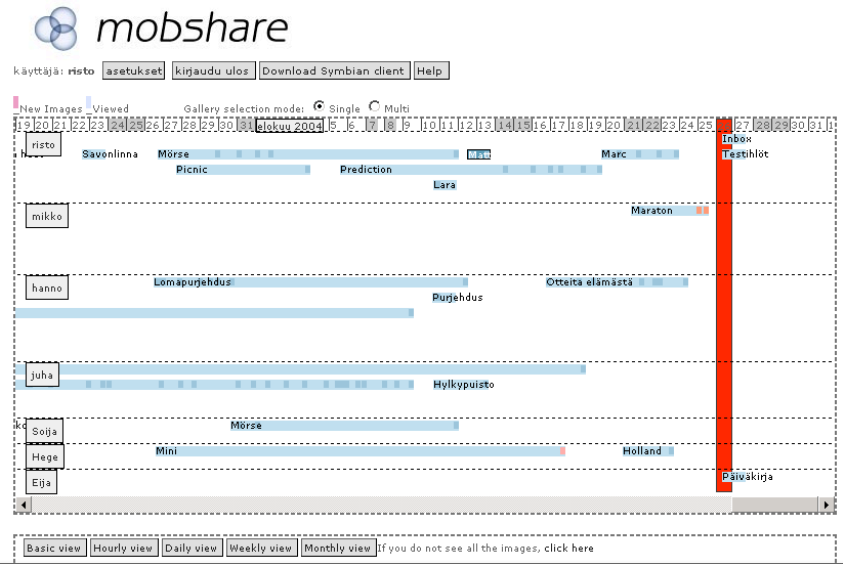 mobshare
käyttäjä: risto asetukset kirjaudu ulos Download Symbian client Help
New Images Viewed Gallery selection mode: Single Multi
19 20 21 22 23 24 25 26 27 28 29 30 31 elokuu 2004 5 6 7 8 9 10 11 12 13 14 15 16 17 18 19 20 21 22 23 24 25 27 28 29 30 31 1
Inbox
risto
Savonlinna Mörse Marc Testihlöt
Picnic Prediction
Lara
mikko Maraton
Lomapurjehdus Otteita elämästä
hanno
Purjehdus
juha
Hylkypuisto
Soija Mörse
Mini Holland
Hege
Päiväkirja
Eija
Basic view Hourly view Daily view Weekly view Monthly view If you do not see all the images, click here